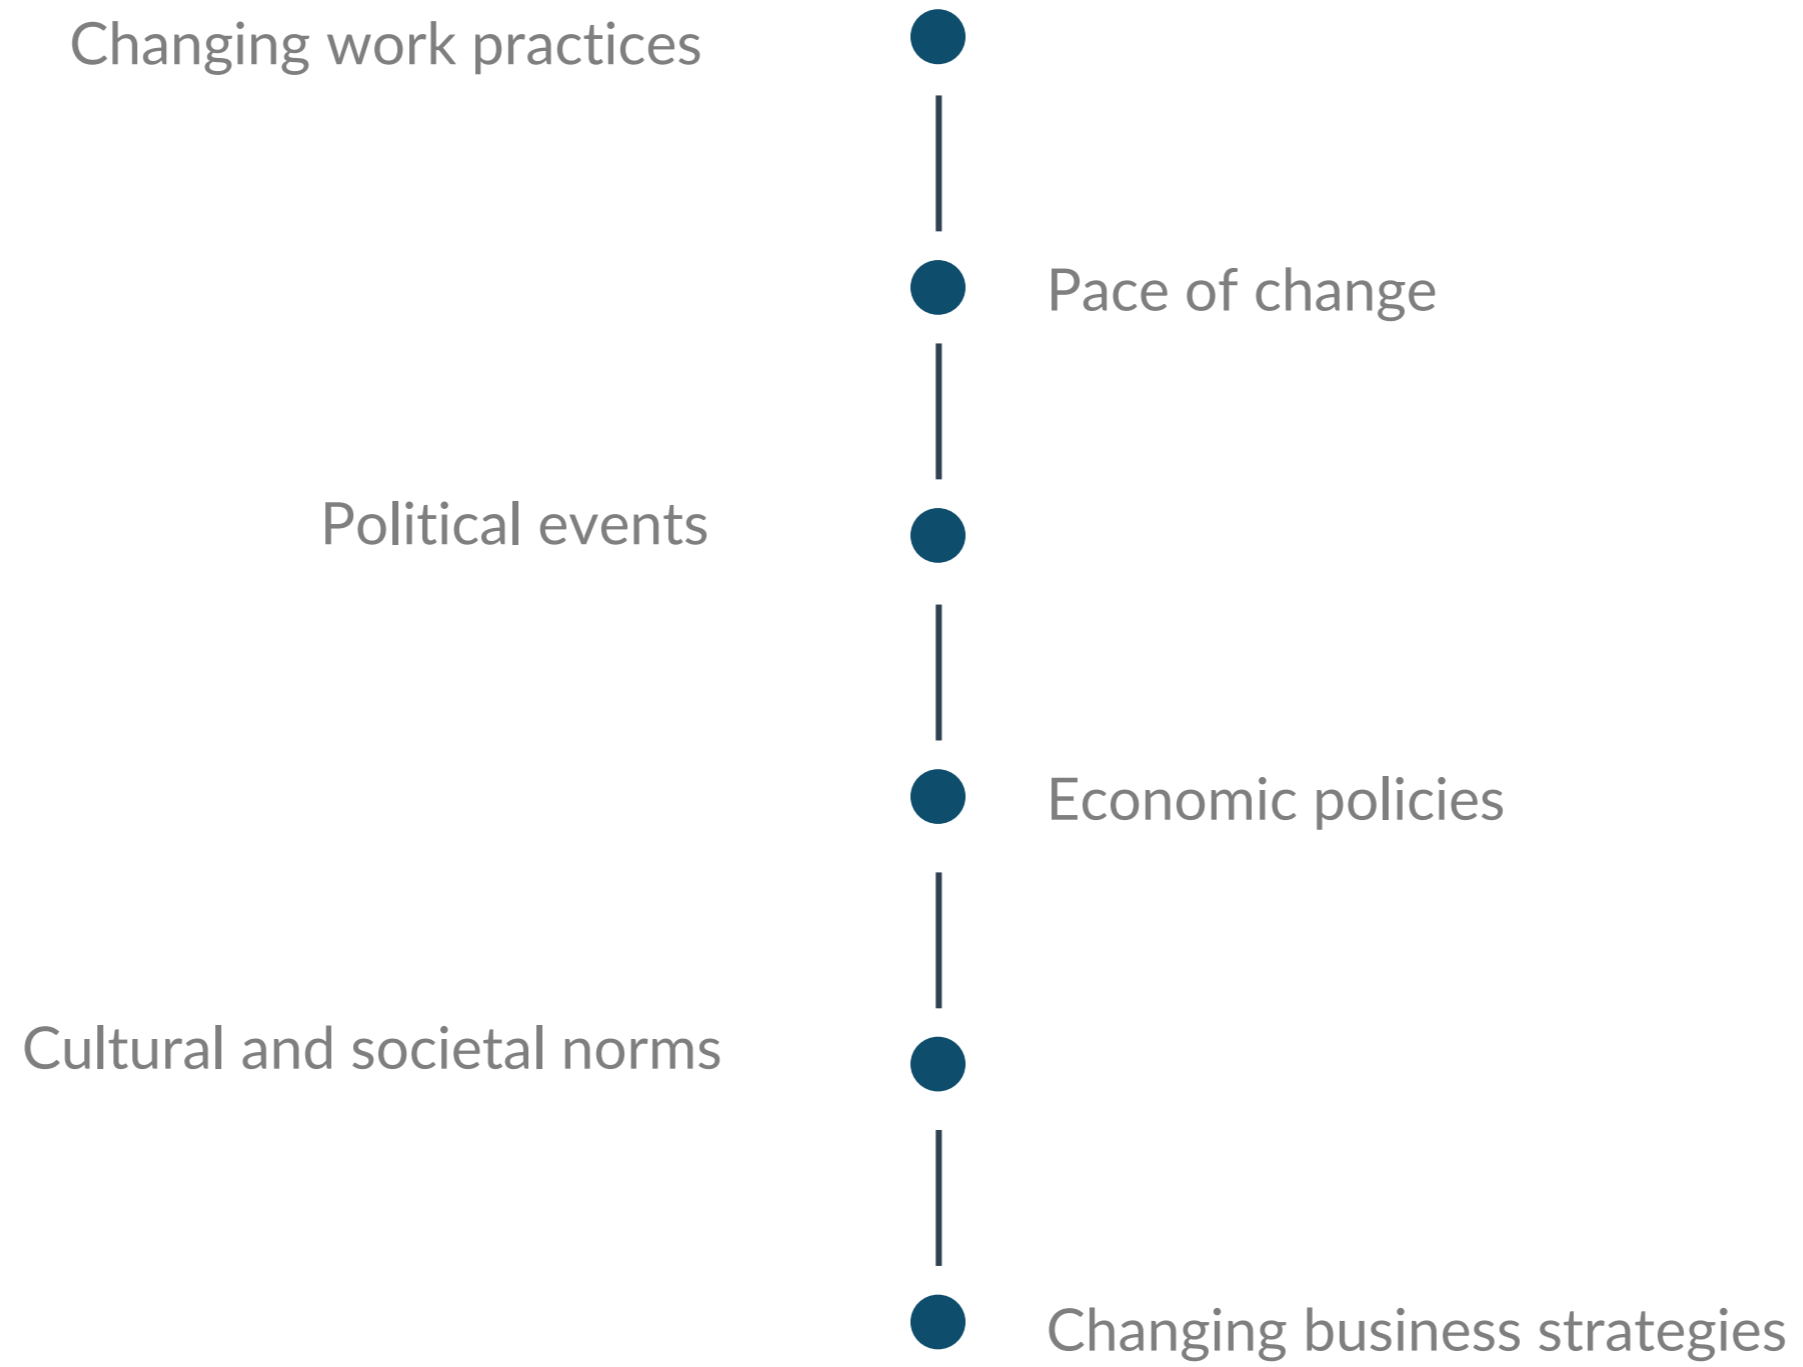 Changing work practices
Pace of change
Political events
Economic policies
Cultural and societal norms
Changing business strategies